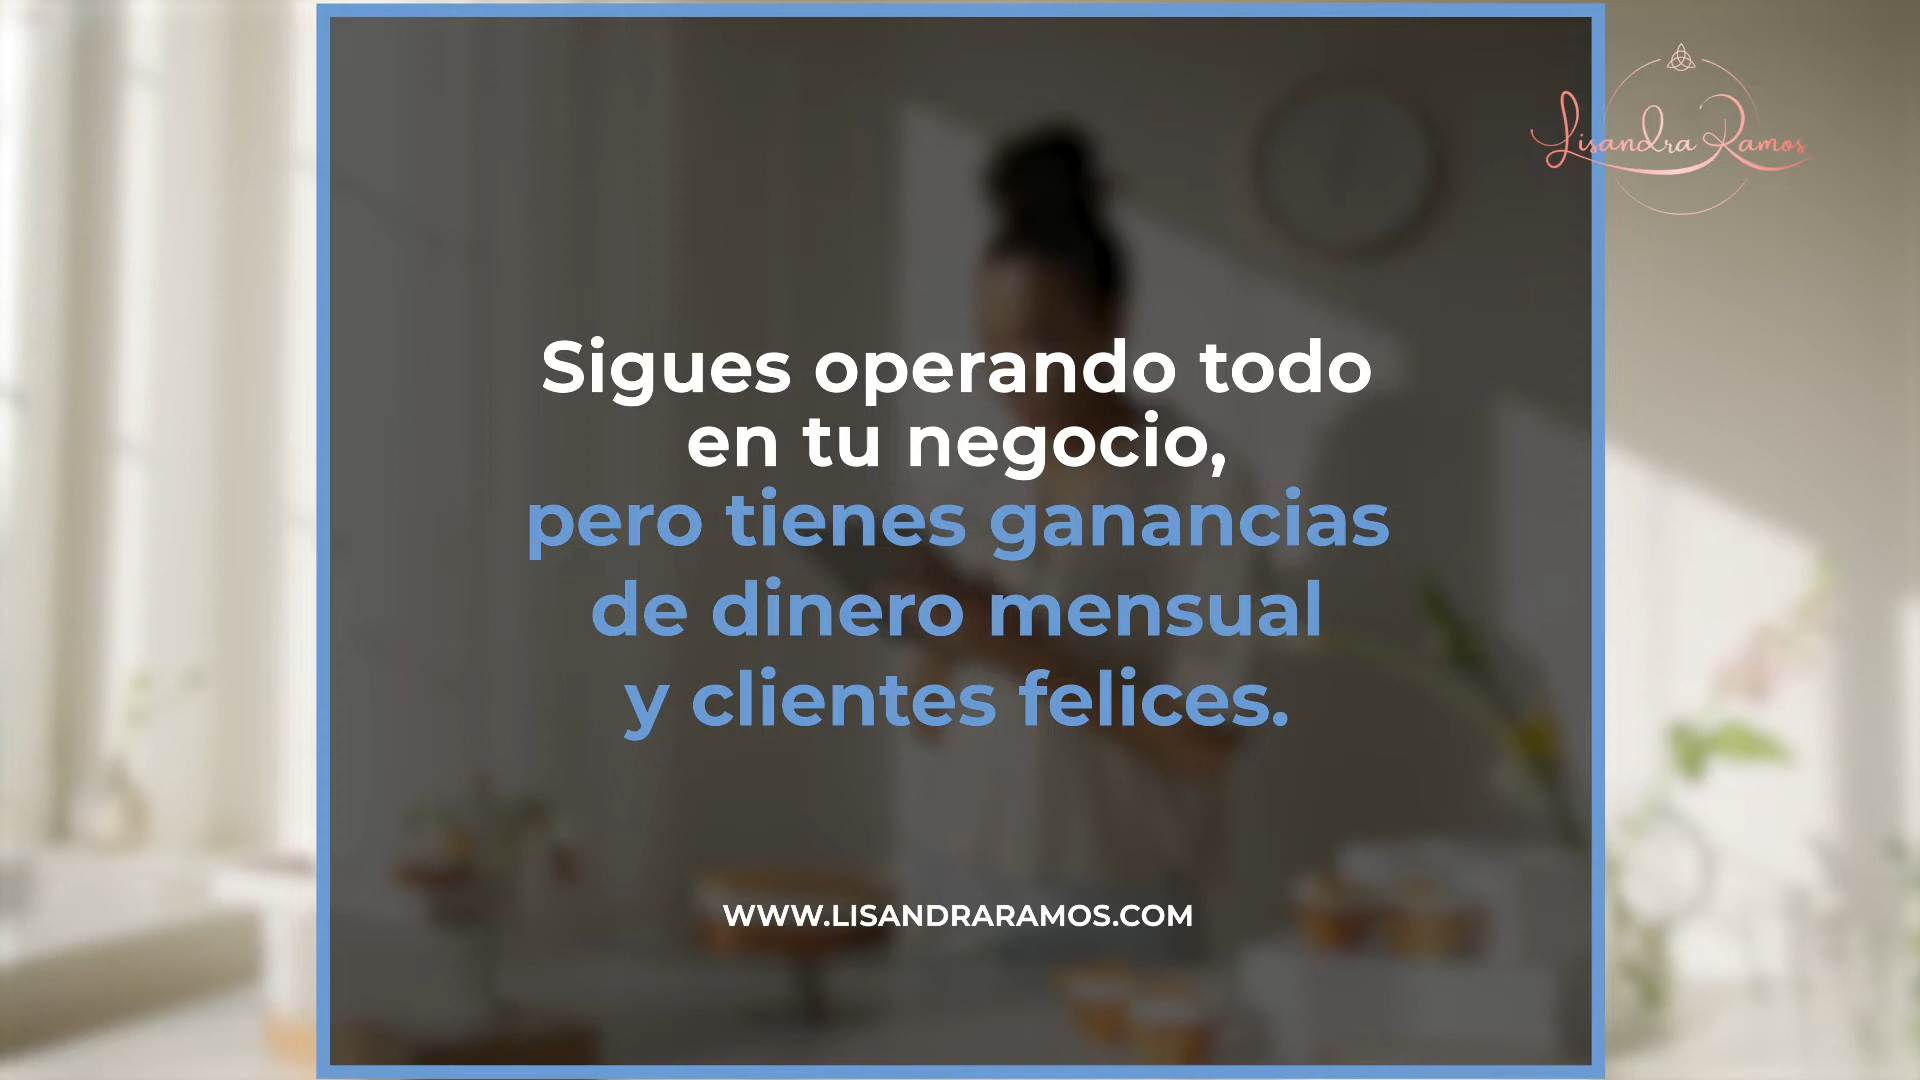 Lisandra Ramos
Sigues operando todo
en tu negocio,
pero tienes ganancias
de dinero mensual
y clientes felices.
WWW.LISANDRARAMOS.COM